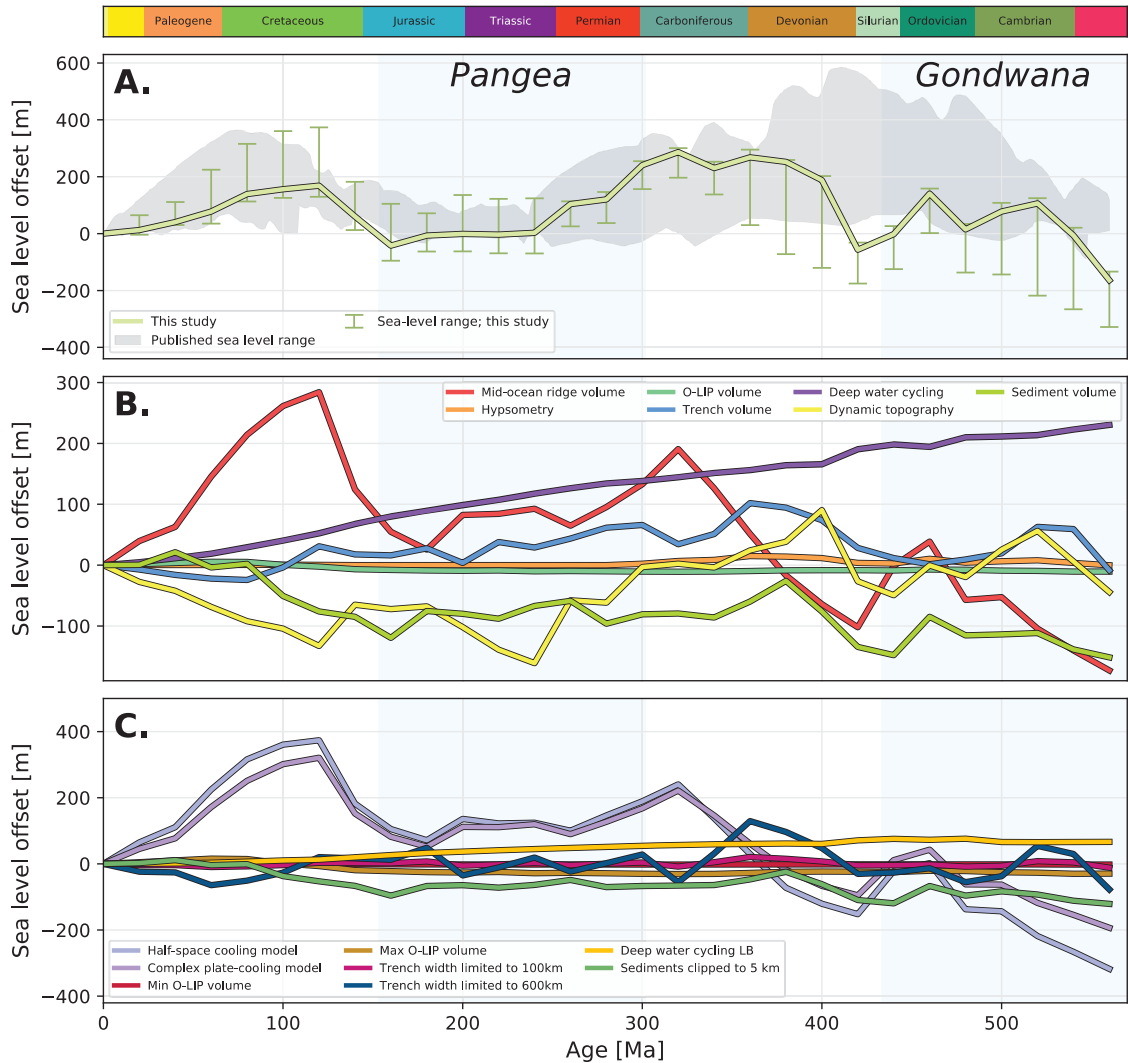 Paleogene Cretaceous Jurassic Triassic Permian Carboniferous Devonian Silurian Ordovician Cambrian
A. Pangea Gondwana
600
400
200
0
−200
−400
Sea level offset [m]
This study Sea-level range; this study
Published sea level range
B.
300
200
100
0
−100
Sea level offset [m]
Mid-ocean ridge volume O-LIP volume Deep water cycling Sediment volume
Hypsometry Trench volume Dynamic topography
C.
400
200
0
−200
−400
Sea level offset [m]
Half-space cooling model Max O-LIP volume Deep water cycling LB
Complex plate-cooling model Trench width limited to 100km Sediments clipped to 5 km
Min O-LIP volume Trench width limited to 600km
0 100 200 300 400 500
Age [Ma]